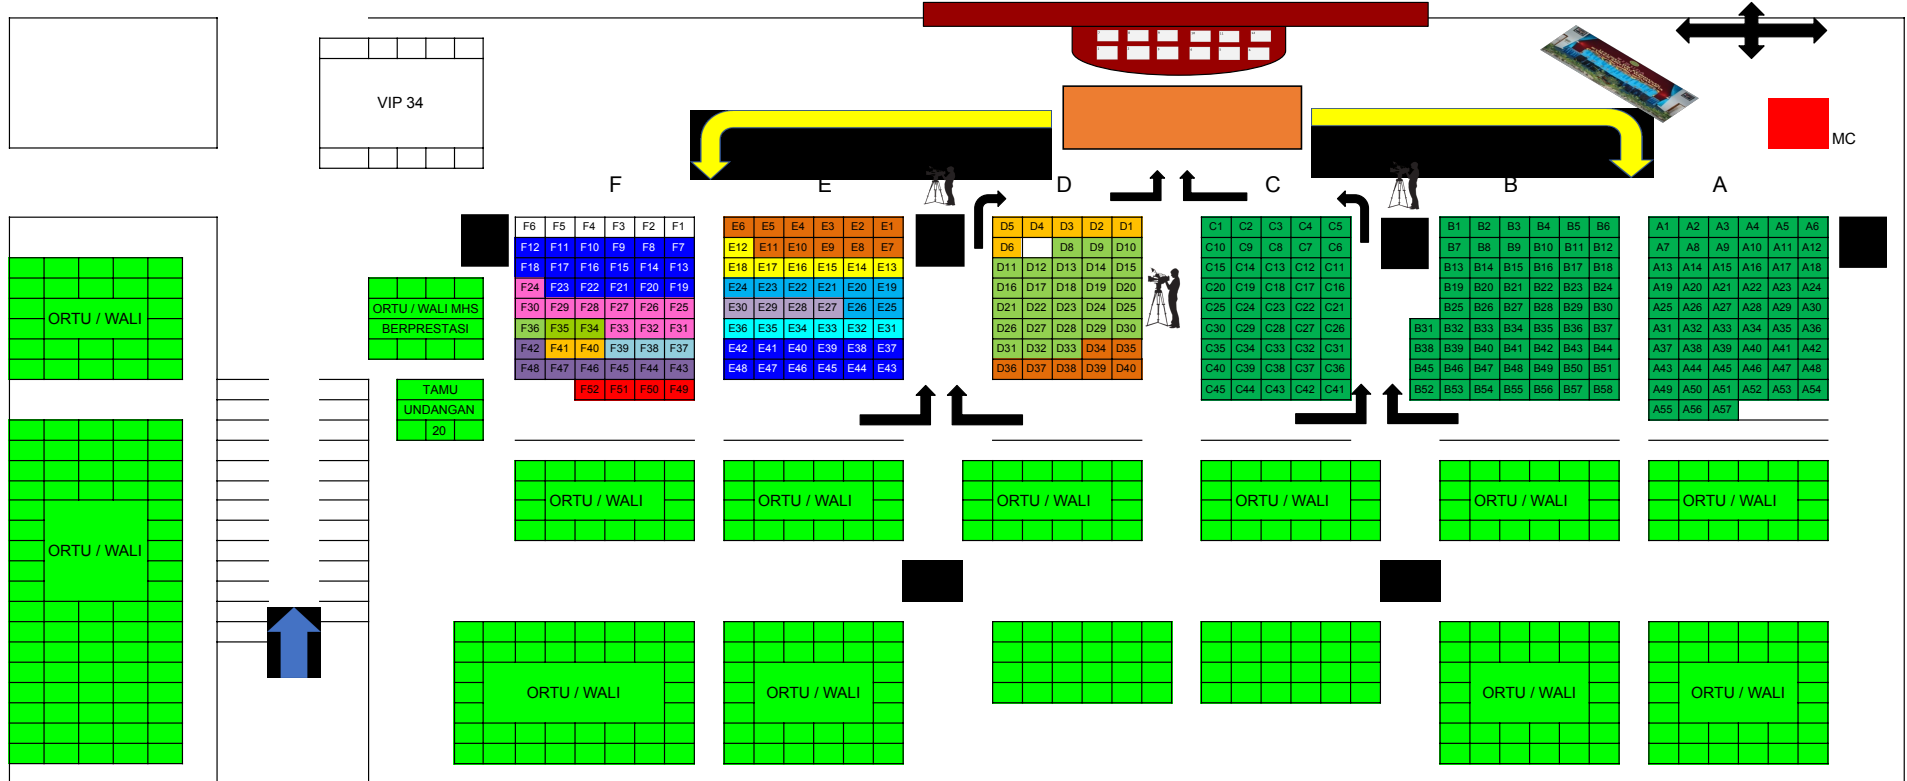 VIP 34
MC
F E D C B A
F6 F5 F4 F3 F2 F1 E6 E5 E4 E3 E2 E1 D5 D4 D3 D2 D1 C1 C2 C3 C4 C5 B1 B2 B3 B4 B5 B6 A1 A2 A3 A4 A5 A6
F12 F11 F10 F9 F8 F7 E12 E11 E10 E9 E8 E7 D6 D8 D9 D10 C10 C9 C8 C7 C6 B7 B8 B9 B10 B11 B12 A7 A8 A9 A10 A11 A12
F18 F17 F16 F15 F14 F13 E18 E17 E16 E15 E14 E13 D11 D12 D13 D14 D15 C15 C14 C13 C12 C11 B13 B14 B15 B16 B17 B18 A13 A14 A15 A16 A17 A18
F24 F23 F22 F21 F20 F19 E24 E23 E22 E21 E20 E19 D16 D17 D18 D19 D20 C20 C19 C18 C17 C16 B19 B20 B21 B22 B23 B24 A19 A20 A21 A22 A23 A24
ORTU / WALI ORTU / WALI MHS F30 F29 F28 F27 F26 F25 E30 E29 E28 E27 E26 E25 D21 D22 D23 D24 D25 C25 C24 C23 C22 C21 B25 B26 B27 B28 B29 B30 A25 A26 A27 A28 A29 A30
BERPRESTASI F36 F35 F34 F33 F32 F31 E36 E35 E34 E33 E32 E31 D26 D27 D28 D29 D30 C30 C29 C28 C27 C26 B31 B32 B33 B34 B35 B36 B37 A31 A32 A33 A34 A35 A36
F42 F41 F40 F39 F38 F37 E42 E41 E40 E39 E38 E37 D31 D32 D33 D34 D35 C35 C34 C33 C32 C31 B38 B39 B40 B41 B42 B43 B44 A37 A38 A39 A40 A41 A42
F48 F47 F46 F45 F44 F43 E48 E47 E46 E45 E44 E43 D36 D37 D38 D39 D40 C40 C39 C38 C37 C36 B45 B46 B47 B48 B49 B50 B51 A43 A44 A45 A46 A47 A48
TAMU F52 F51 F50 F49 C45 C44 C43 C42 C41 B52 B53 B54 B55 B56 B57 B58 A49 A50 A51 A52 A53 A54
UNDANGAN A55 A56 A57
20
ORTU / WALI ORTU / WALI ORTU / WALI ORTU / WALI ORTU / WALI ORTU / WALI
ORTU / WALI
ORTU / WALI ORTU / WALI ORTU / WALI ORTU / WALI